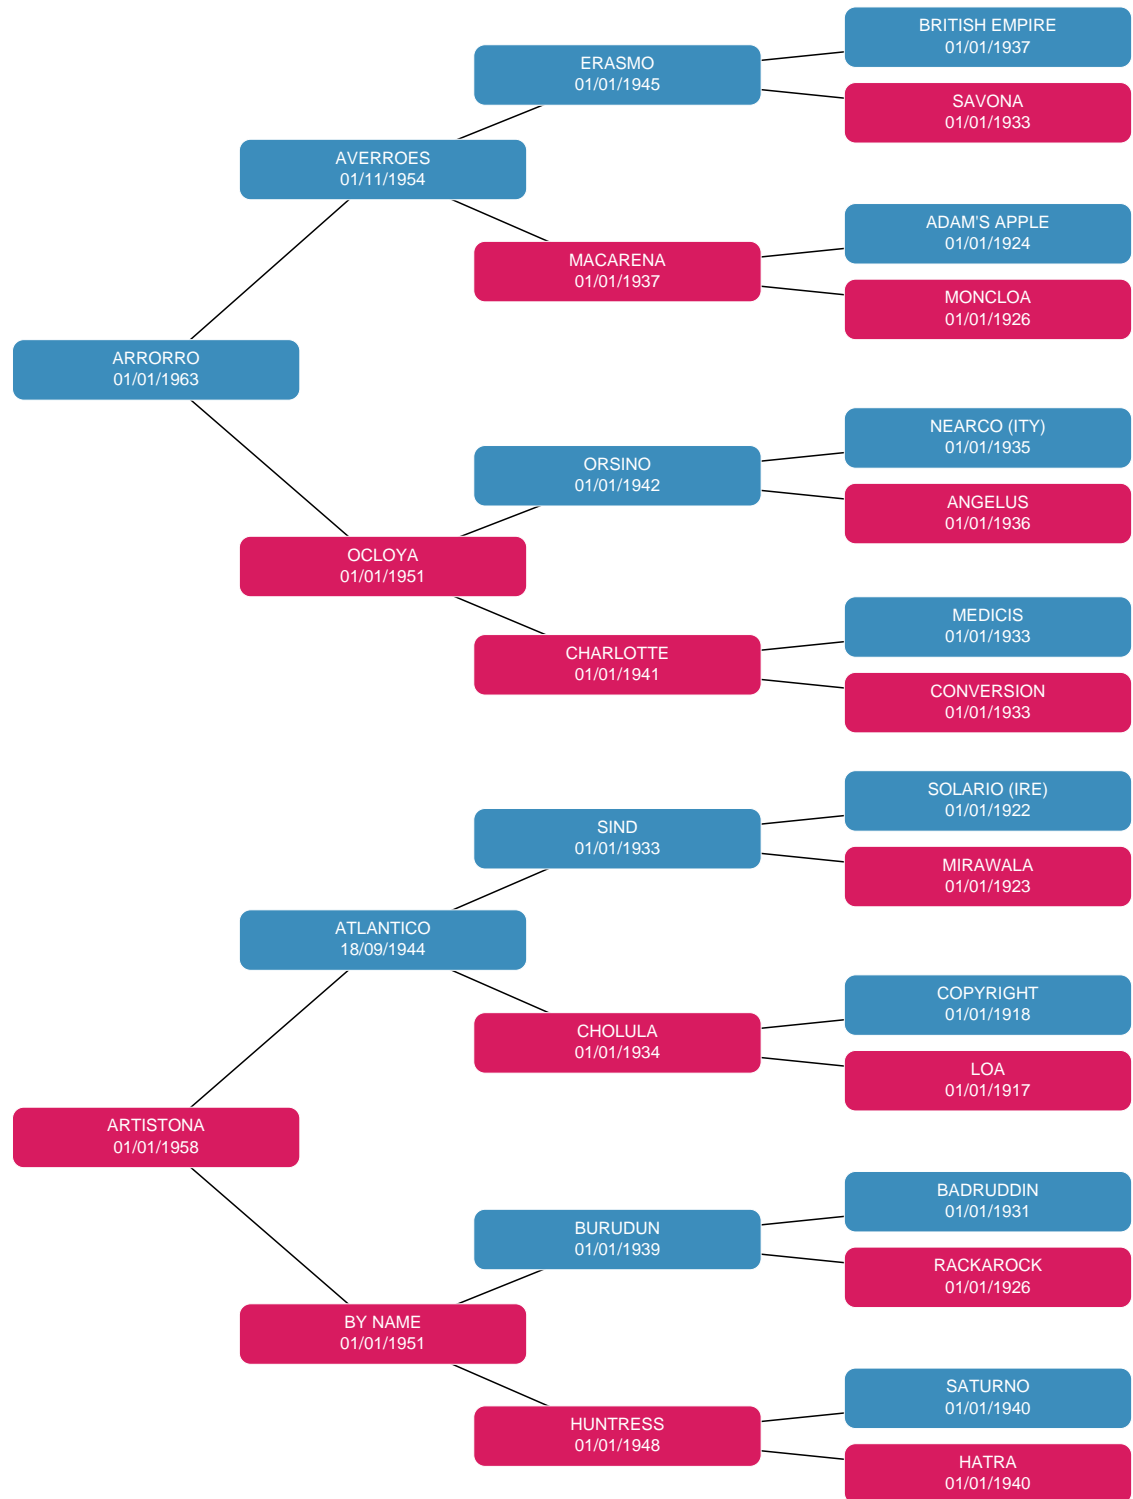 BRITISH EMPIRE
01/01/1937
ERASMO
01/01/1945
SAVONA
01/01/1933
AVERROES
01/11/1954
ADAM'S APPLE
01/01/1924
MACARENA
01/01/1937
MONCLOA
01/01/1926
ARRORRO
01/01/1963
NEARCO (ITY)
01/01/1935
ORSINO
01/01/1942
ANGELUS
01/01/1936
OCLOYA
01/01/1951
MEDICIS
01/01/1933
CHARLOTTE
01/01/1941
CONVERSION
01/01/1933
SOLARIO (IRE)
01/01/1922
SIND
01/01/1933
MIRAWALA
01/01/1923
ATLANTICO
18/09/1944
COPYRIGHT
01/01/1918
CHOLULA
01/01/1934
LOA
01/01/1917
ARTISTONA
01/01/1958
BADRUDDIN
01/01/1931
BURUDUN
01/01/1939
RACKAROCK
01/01/1926
BY NAME
01/01/1951
SATURNO
01/01/1940
HUNTRESS
01/01/1948
HATRA
01/01/1940